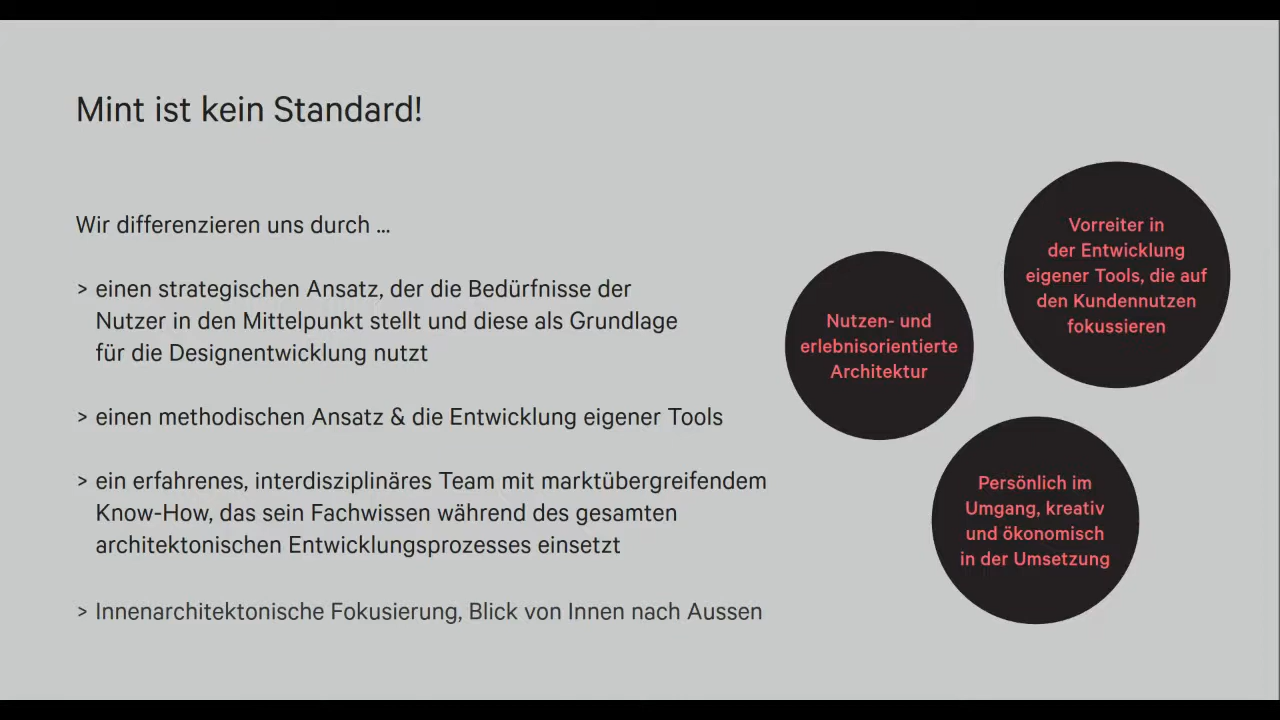 Mint ist kein Standard!
Wir differenzieren uns durch ...
> einen strategischen Ansatz, der die Bedürfnisse der
Nutzer in den Mittelpunkt stellt und diese als Grundlage
für die Designentwicklung nutzt
> einen methodischen Ansatz & die Entwicklung eigener Tools
> ein erfahrenes, interdisziplinäres Team mit marktübergreifendem
Know-How, das sein Fachwissen während des gesamten
architektonischen Entwicklungsprozesses einsetzt
> Innenarchitektonische Fokusierung, Blick von Innen nach Aussen
Nutzen- und
erlebnisorientierte
Architektur
Vorreiter in
der Entwicklung
eigener Tools, die auf
den Kundennutzen
fokussieren
Persönlich im
Umgang, kreativ
und ökonomisch
in der Umsetzung